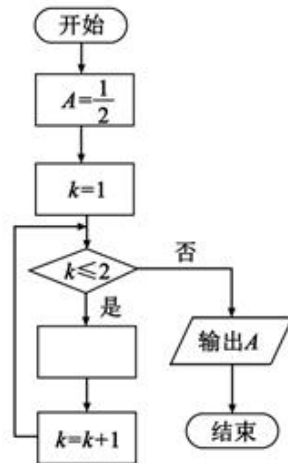 开始
A=1/2
k=1
k≤2
否
是
输出A
k=k+1
结束